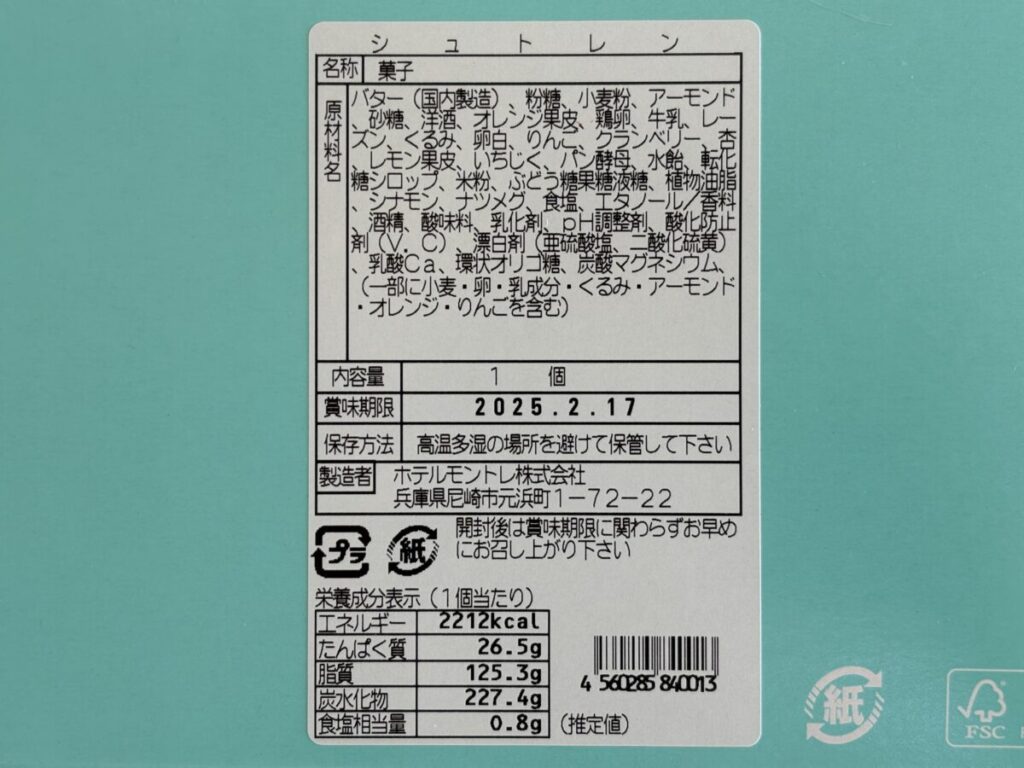 シュトレン
名称 菓子
原材料名
バター（国内製造）、粉糖、小麦粉、アーモンド
、砂糖、洋酒、オレンジ果皮、鶏卵、牛乳、レー
ズン、くるみ、卵白、りんご、クランベリー、杏
、レモン果皮、いちじく、パン酵母、水飴、転化
糖シロップ、米粉、ぶどう糖果糖液糖、植物油脂
、シナモン、ナツメグ、食塩、エタノール／香料
、酒精、酸味料、乳化剤、pH調整剤、酸化防止
剤（V．C）、漂白剤（亜硫酸塩、二酸化硫黄）
、乳酸Ca、環状オリゴ糖、炭酸マグネシウム、
（一部に小麦・卵・乳成分・くるみ・アーモンド
・オレンジ・りんごを含む）
内容量 1 個
賞味期限 2025.2.17
保存方法 高温多湿の場所を避けて保管して下さい
製造者 ホテルモントレ株式会社
兵庫県尼崎市元浜町1－72－22
プラ 紙
開封後は賞味期限に関わらずお早め
にお召し上がり下さい
栄養成分表示（1個当たり）
エネルギー 2212kcal
たんぱく質 26.5g
脂質 125.3g
炭水化物 227.4g
食塩相当量 0.8g（推定値）
4 560285 840013
紙
FSC